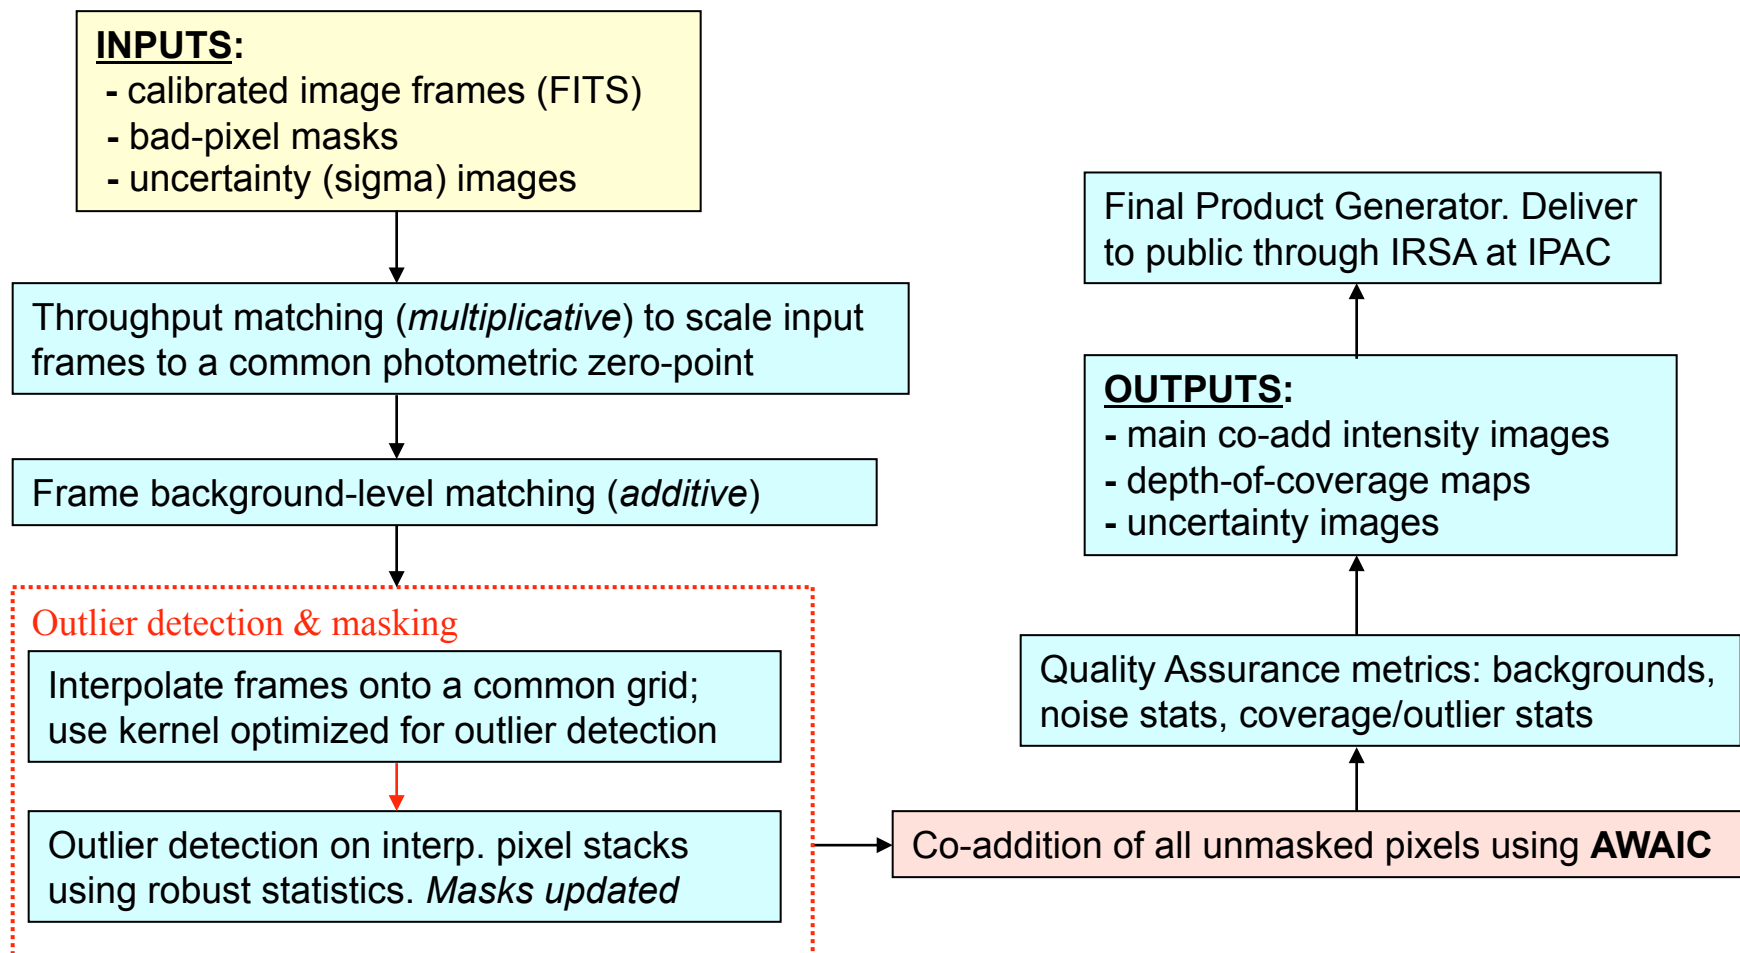 INPUTS:
- calibrated image frames (FITS)
- bad-pixel masks
- uncertainty (sigma) images
Throughput matching (multiplicative) to scale input
frames to a common photometric zero-point
Frame background-level matching (additive)
Outlier detection & masking
Interpolate frames onto a common grid;
use kernel optimized for outlier detection
Outlier detection on interp. pixel stacks
using robust statistics. Masks updated
Co-addition of all unmasked pixels using AWAIC
Quality Assurance metrics: backgrounds,
noise stats, coverage/outlier stats
OUTPUTS:
- main co-add intensity images
- depth-of-coverage maps
- uncertainty images
Final Product Generator. Deliver
to public through IRSA at IPAC